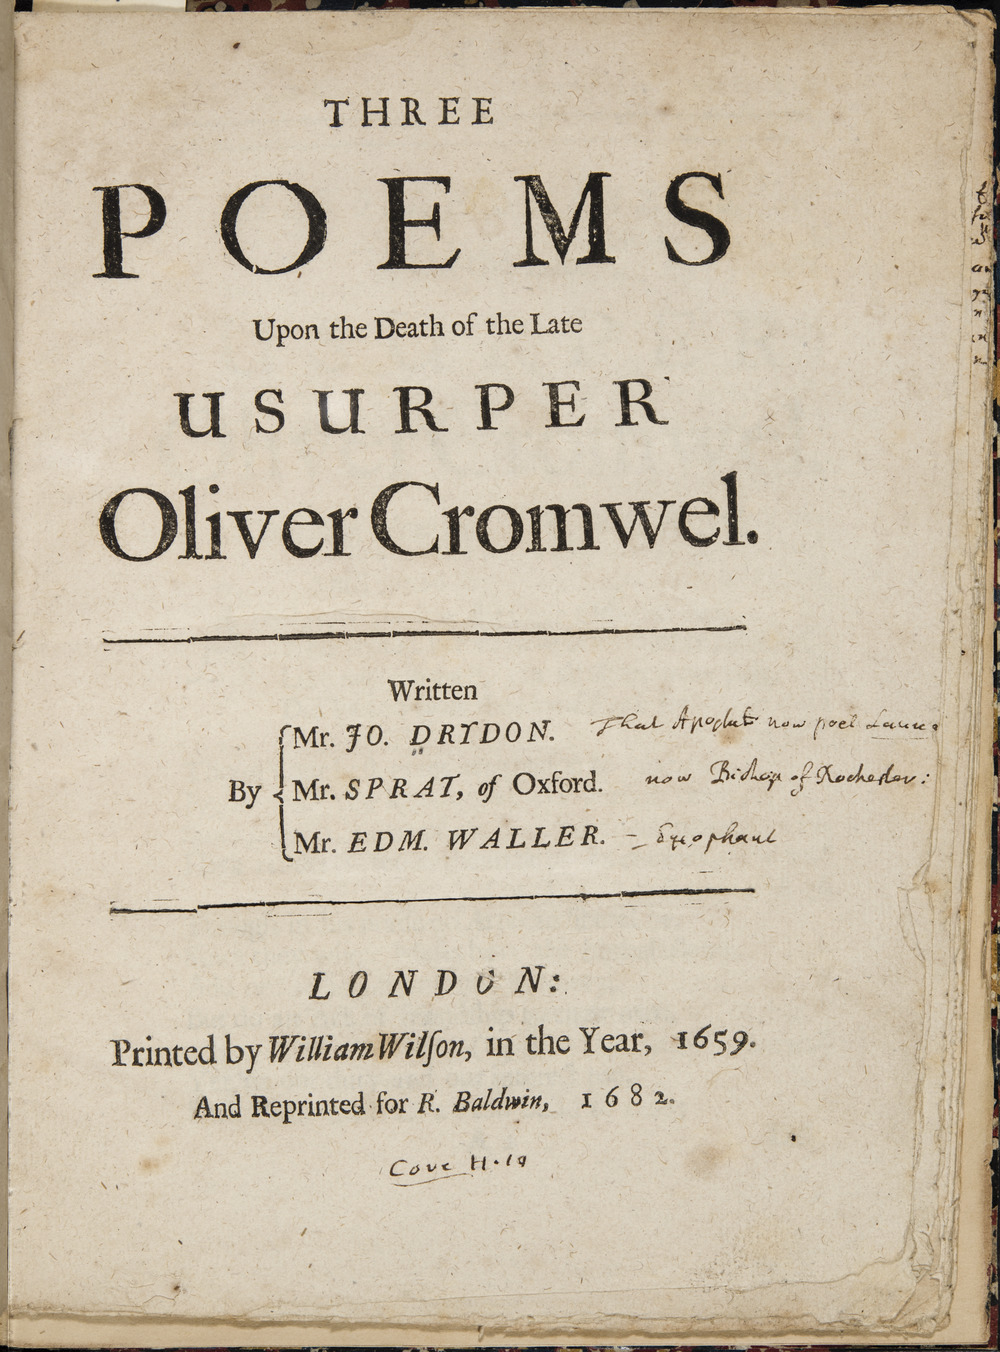 THREE
POEMS
Upon the Death of the Late
USURPER
Oliver Cromwel.
Written
By
Mr. JO. DRYDON. That Apostate now poet Laure
Mr. SPRAT, of Oxford. now Bishop of Rochester:
Mr. EDM. WALLER. - Sycophant
LONDON:
Printed by William Wilſon, in the Year, 1659.
And Reprinted for R. Baldwin, 1682.
Cove H.